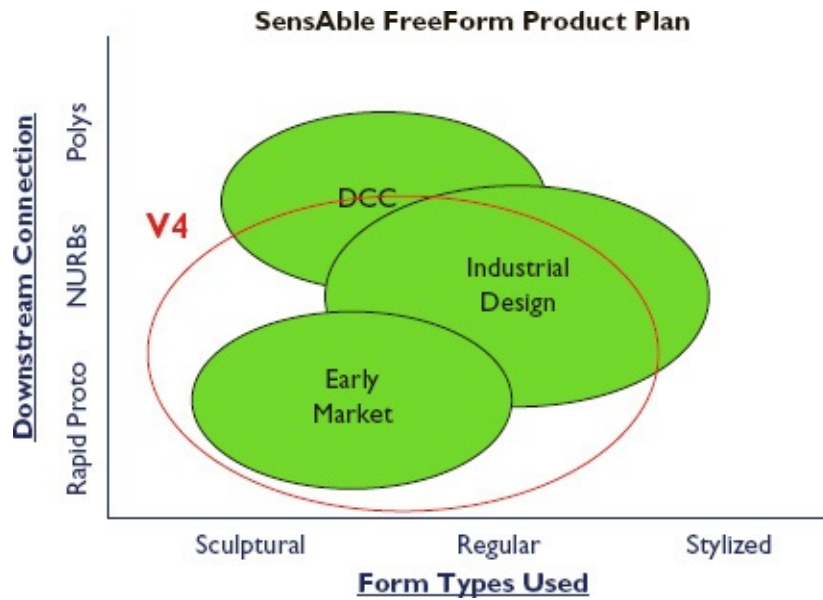 SensAble FreeForm Product Plan
Downstream Connection
Polys
NURBs
Rapid Proto
V4
DCC
Industrial
Design
Early
Market
Sculptural
Regular
Stylized
Form Types Used